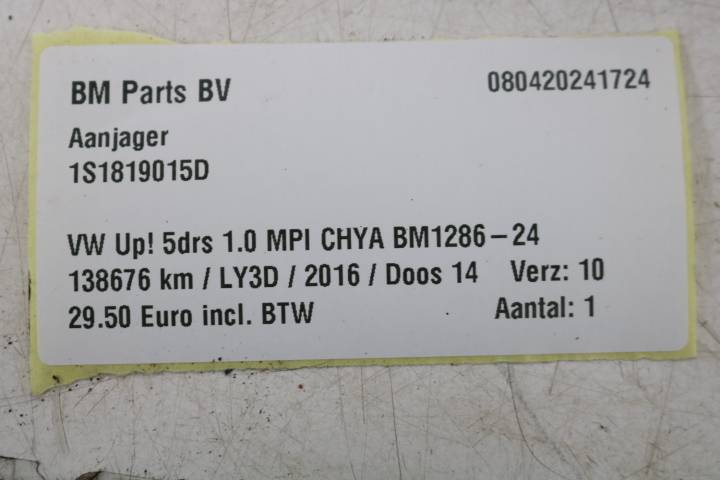 BM Parts BV 080420241724
Aanjager
1S1819015D
VW Up! 5drs 1.0 MPI CHYA BM1286-24
138676 km / LY3D / 2016 / Doos 14 Verz: 10
29.50 Euro incl. BTW Aantal: 1